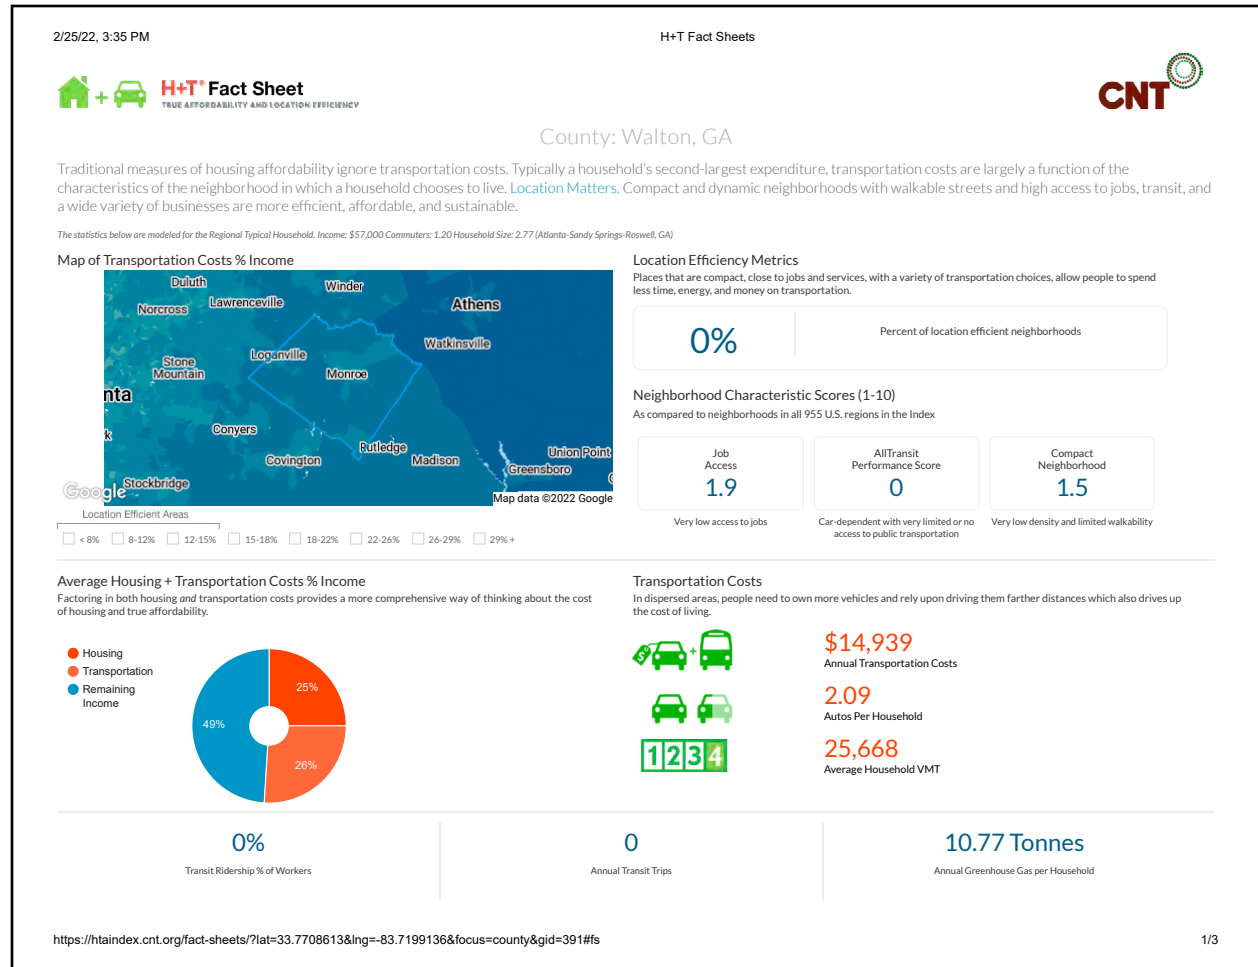 2/25/22, 3:35 PM
H+T Fact Sheets
H+T® Fact Sheet
TRUE AFFORDABILITY AND LOCATION EFFICIENCY
CNT
County: Walton, GA
Traditional measures of housing affordability ignore transportation costs. Typically a household's second-largest expenditure, transportation costs are largely a function of the
characteristics of the neighborhood in which a household chooses to live. Location Matters. Compact and dynamic neighborhoods with walkable streets and high access to jobs, transit, and
a wide variety of businesses are more efficient, affordable, and sustainable.
The statistics below are modeled for the Regional Typical Household. Income: $57,000 Commuters: 1.20 Household Size: 2.77 (Atlanta-Sandy Springs-Roswell, GA)
Map of Transportation Costs % Income
Duluth
Winder
Norcross
Lawrenceville
Athens
Watkinsville
Loganville
Stone
Mountain
Monroe
nta
Conyers
k
Rutledge
Covington
Madison
Union Point
Greensboro
Stockbridge
Google
Map data ©2022 Google
Location Efficient Areas
< 8%
8-12%
12-15%
15-18%
18-22%
22-26%
26-29%
29% +
Location Efficiency Metrics
Places that are compact, close to jobs and services, with a variety of transportation choices, allow people to spend
less time, energy, and money on transportation.
0%
Percent of location efficient neighborhoods
Neighborhood Characteristic Scores (1-10)
As compared to neighborhoods in all 955 U.S. regions in the Index
Job
Access
1.9
Very low access to jobs
AllTransit
Performance Score
0
Car-dependent with very limited or no
access to public transportation
Compact
Neighborhood
1.5
Very low density and limited walkability
Average Housing + Transportation Costs % Income
Factoring in both housing and transportation costs provides a more comprehensive way of thinking about the cost
of housing and true affordability.
Housing
Transportation
Remaining
Income
25%
49%
26%
Transportation Costs
In dispersed areas, people need to own more vehicles and rely upon driving them farther distances which also drives up
the cost of living.
$14,939
Annual Transportation Costs
2.09
Autos Per Household
1234
25,668
Average Household VMT
0%
Transit Ridership % of Workers
0
Annual Transit Trips
10.77 Tonnes
Annual Greenhouse Gas per Household
https://htaindex.cnt.org/fact-sheets/?lat=33.7708613&lng=-83.7199136&focus=county&gid=391#fs
1/3